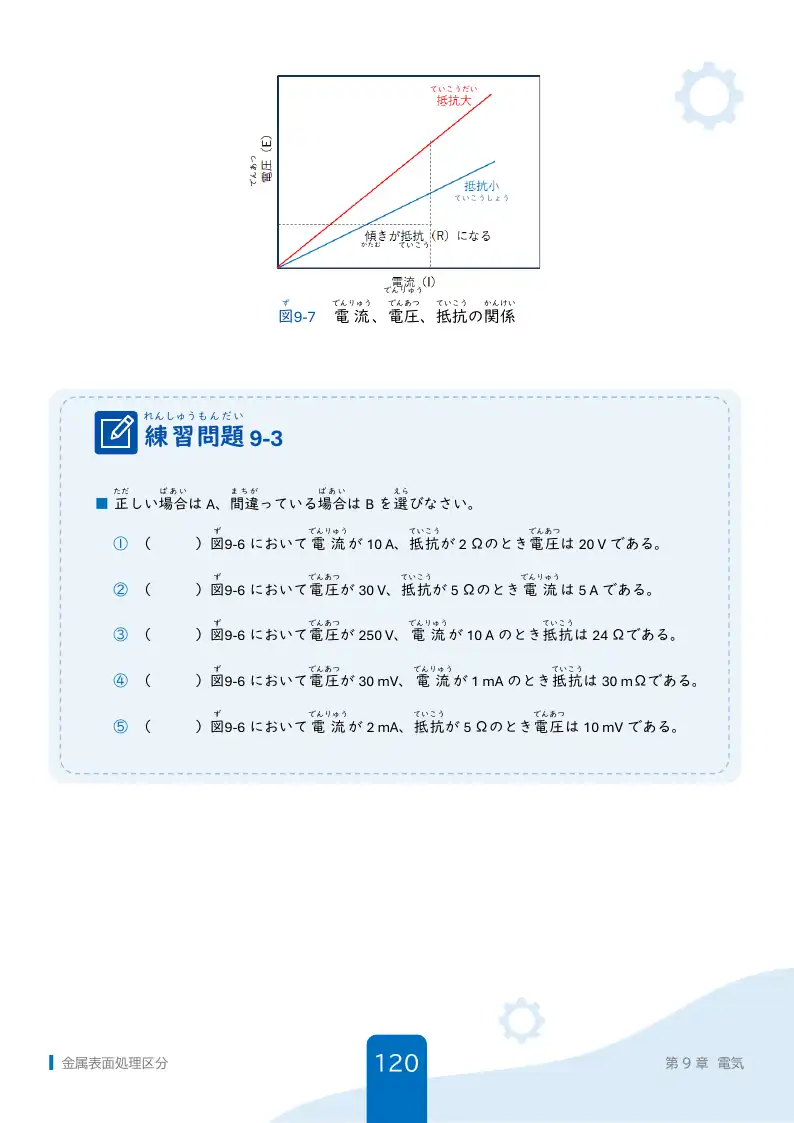 ていこうだい
抵抗大
電圧（E）
でんあつ
抵抗小
ていこうしょう
傾きが抵抗（R）になる
かたむ ていこう
電流（I）
でんりゅう
ず でんりゅう でんあつ ていこう かんけい
図9-7 電流、電圧、抵抗の関係
れんしゅうもんだい
練習問題 9-3
ただ ばあい まちが ばあい えら
■ 正しい場合は A、間違っている場合は B を選びなさい。
ず でんりゅう ていこう でんあつ
① （ ）図9-6 において電流が 10 A、抵抗が 2 Ωのとき電圧は 20 V である。
ず でんあつ ていこう でんりゅう
② （ ）図9-6 において電圧が 30 V、抵抗が 5 Ωのとき電流は 5 A である。
ず でんあつ でんりゅう ていこう
③ （ ）図9-6 において電圧が 250 V、電流が 10 A のとき抵抗は 24 Ωである。
ず でんあつ でんりゅう ていこう
④ （ ）図9-6 において電圧が 30 mV、電流が 1 mA のとき抵抗は 30 mΩである。
ず でんりゅう ていこう でんあつ
⑤ （ ）図9-6 において電流が 2 mA、抵抗が 5 Ωのとき電圧は 10 mV である。
金属表面処理区分
120
第 9 章 電気